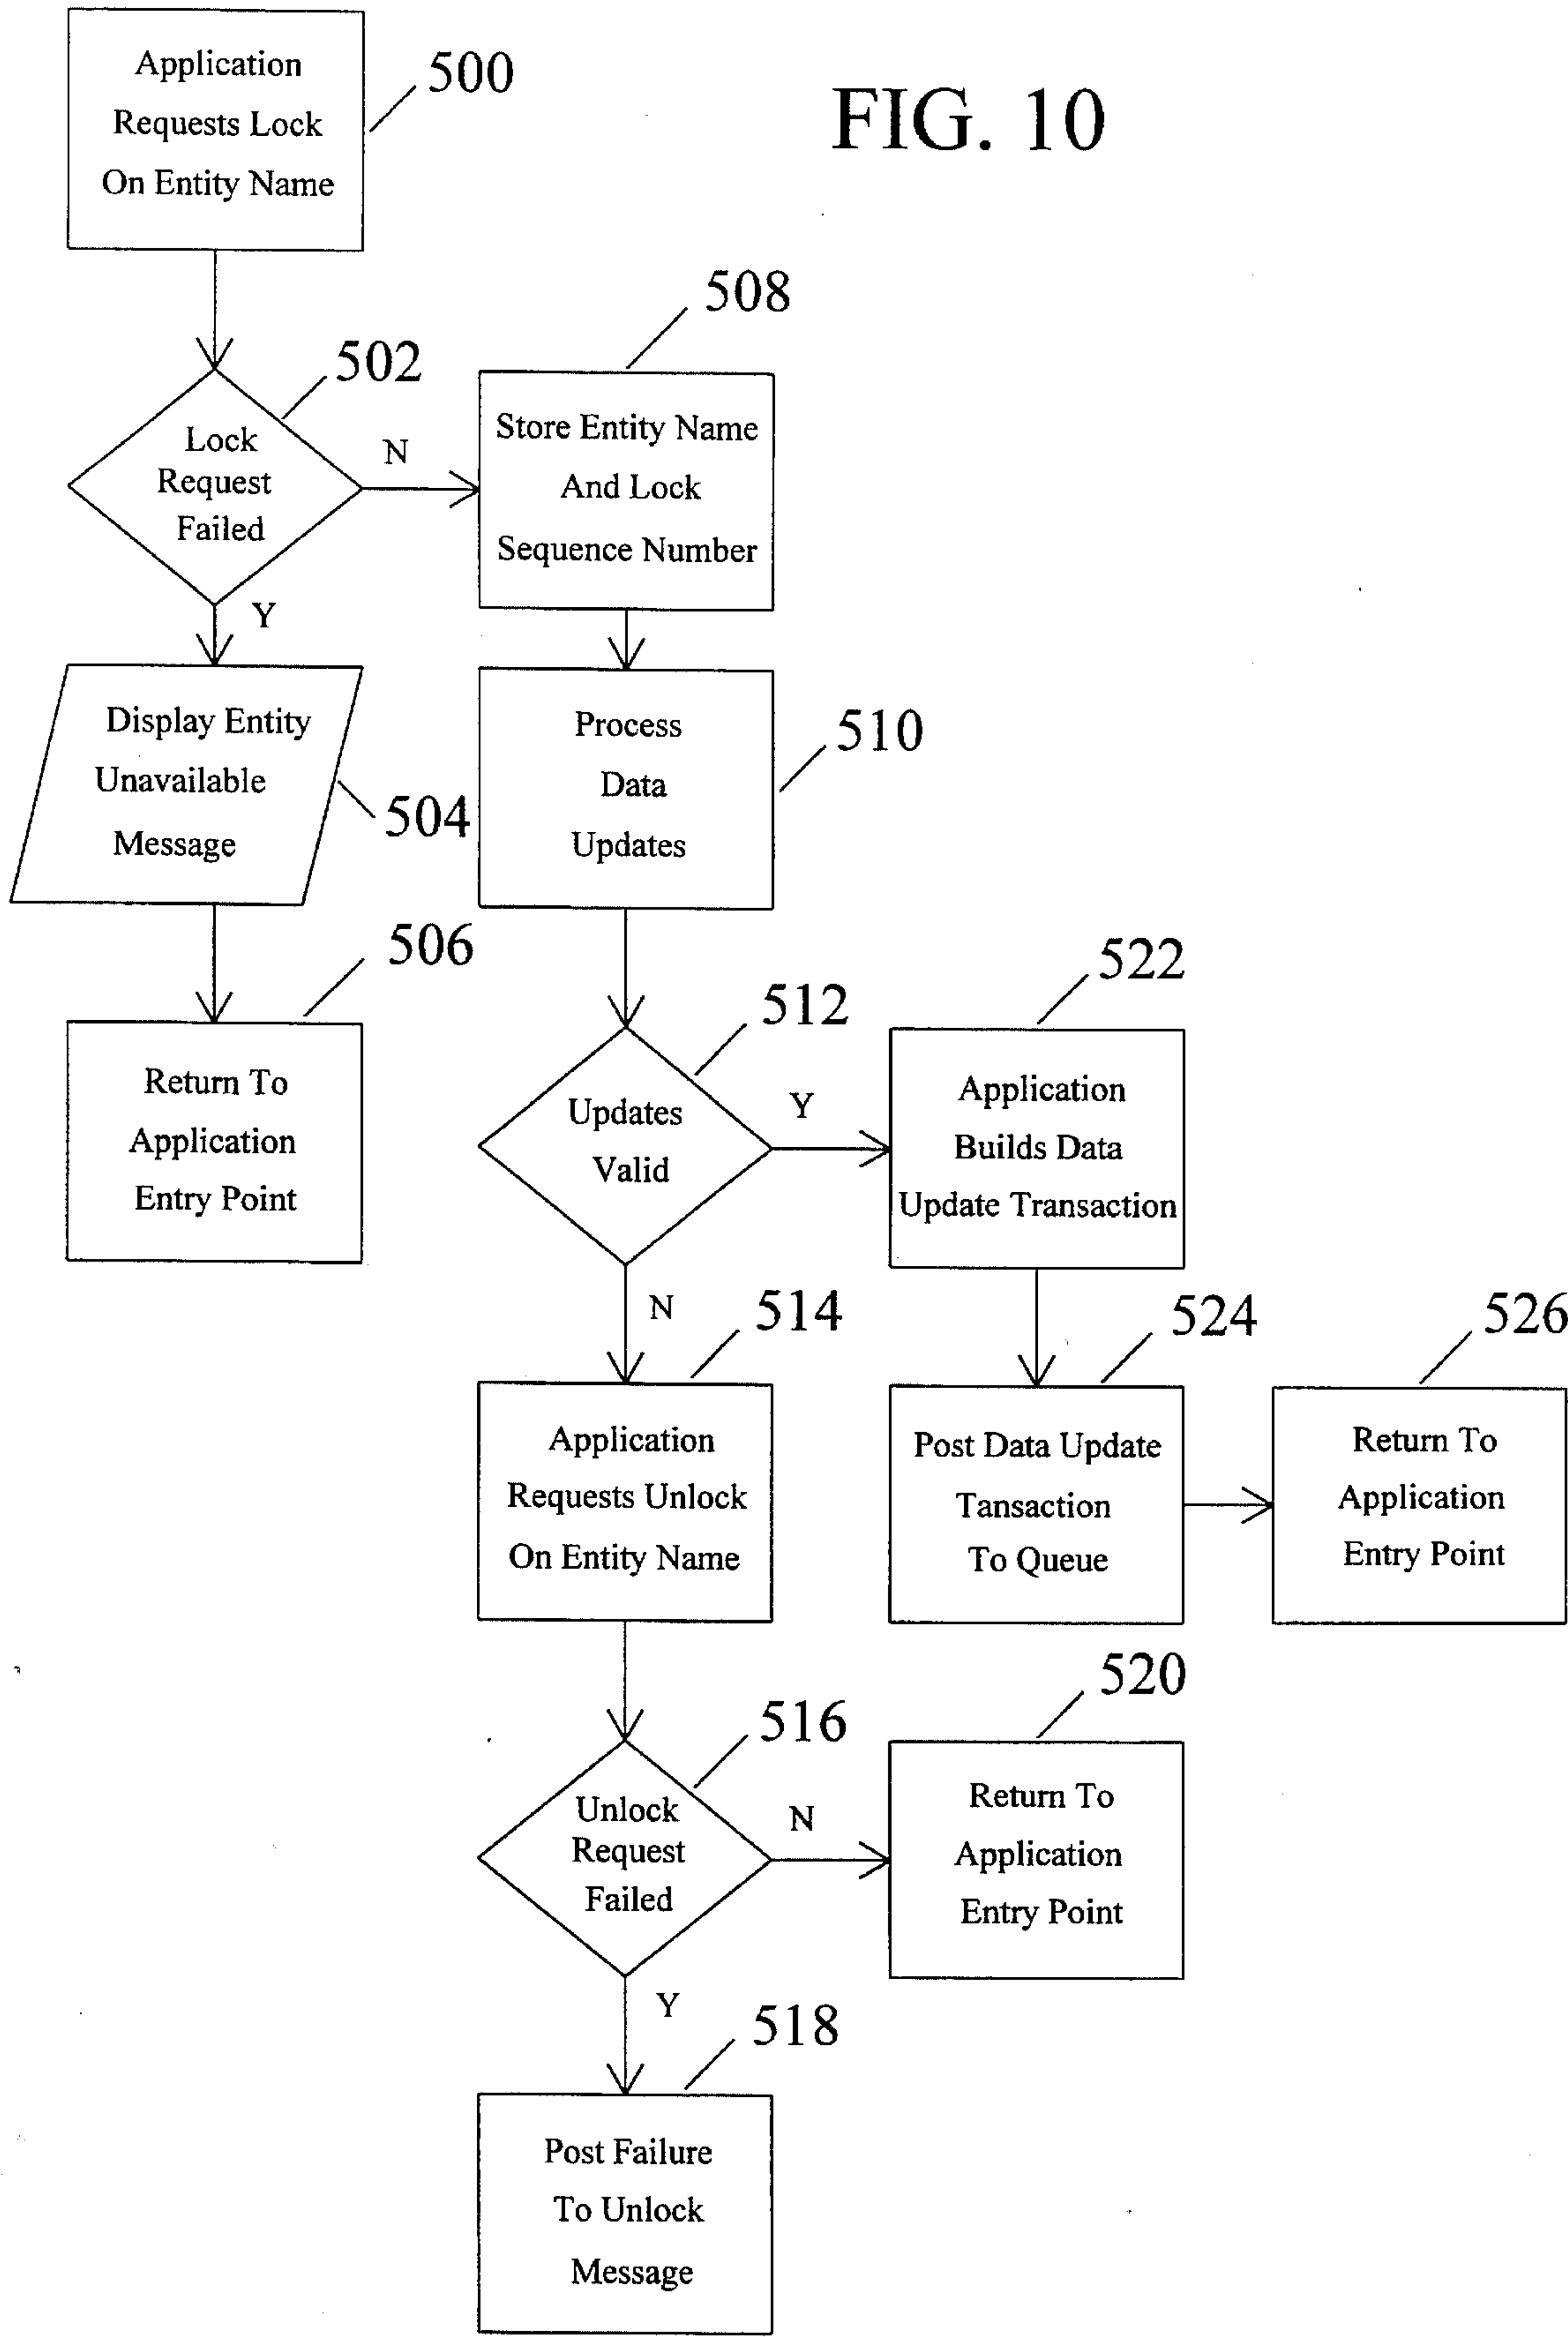 FIG. 10
Application
Requests Lock
On Entity Name
500
502
Lock
Request
Failed
N
Y
508
Store Entity Name
And Lock
Sequence Number
Display Entity
Unavailable
Message
504
Process
Data
Updates
510
506
Return To
Application
Entry Point
512
Updates
Valid
Y
N
522
Application
Builds Data
Update Transaction
514
Application
Requests Unlock
On Entity Name
524
Post Data Update
Tansaction
To Queue
526
Return To
Application
Entry Point
516
Unlock
Request
Failed
N
Y
520
Return To
Application
Entry Point
518
Post Failure
To Unlock
Message